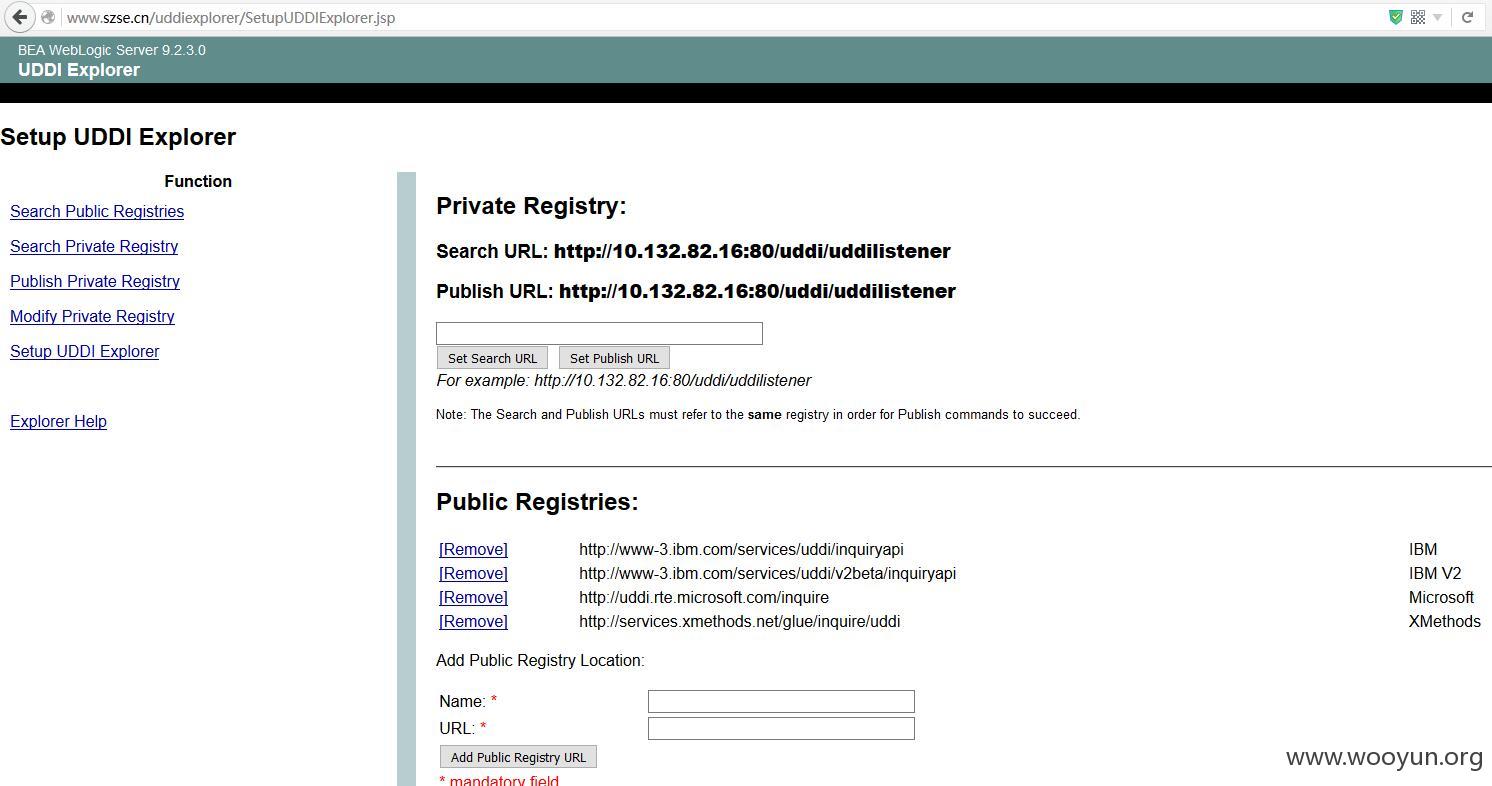 www.szse.cn/uddiexplorer/SetupUDDIExplorer.jsp
BEA WebLogic Server 9.2.3.0
UDDI Explorer
Setup UDDI Explorer
Function
Search Public Registries
Search Private Registry
Publish Private Registry
Modify Private Registry
Setup UDDI Explorer
Explorer Help
Private Registry:
Search URL: http://10.132.82.16:80/uddi/uddilistener
Publish URL: http://10.132.82.16:80/uddi/uddilistener
Set Search URL Set Publish URL
For example: http://10.132.82.16:80/uddi/uddilistener
Note: The Search and Publish URLs must refer to the same registry in order for Publish commands to succeed.
Public Registries:
[Remove] http://www-3.ibm.com/services/uddi/inquiryapi IBM
[Remove] http://www-3.ibm.com/services/uddi/v2beta/inquiryapi IBM V2
[Remove] http://uddi.rte.microsoft.com/inquire Microsoft
[Remove] http://services.xmethods.net/glue/inquire/uddi XMethods
Add Public Registry Location:
Name: *
URL: *
Add Public Registry URL
* mandatory field
www.wooyun.org